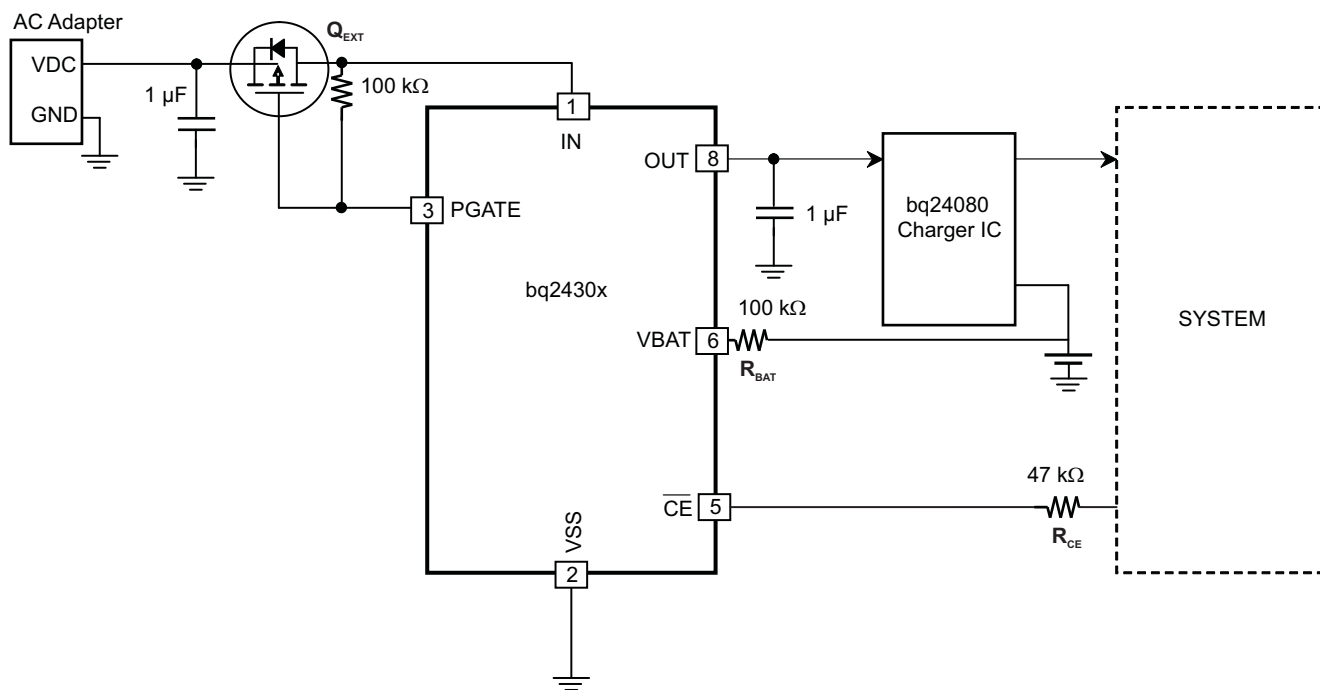 AC Adapter
VDC
GND
1 μF
Q_EXT
100 kΩ
1
IN
3
PGATE
OUT
8
1 μF
bq24080
Charger IC
bq2430x
SYSTEM
VBAT
6
100 kΩ
R_BAT
C̅E̅
5
47 kΩ
R_CE
VSS
2